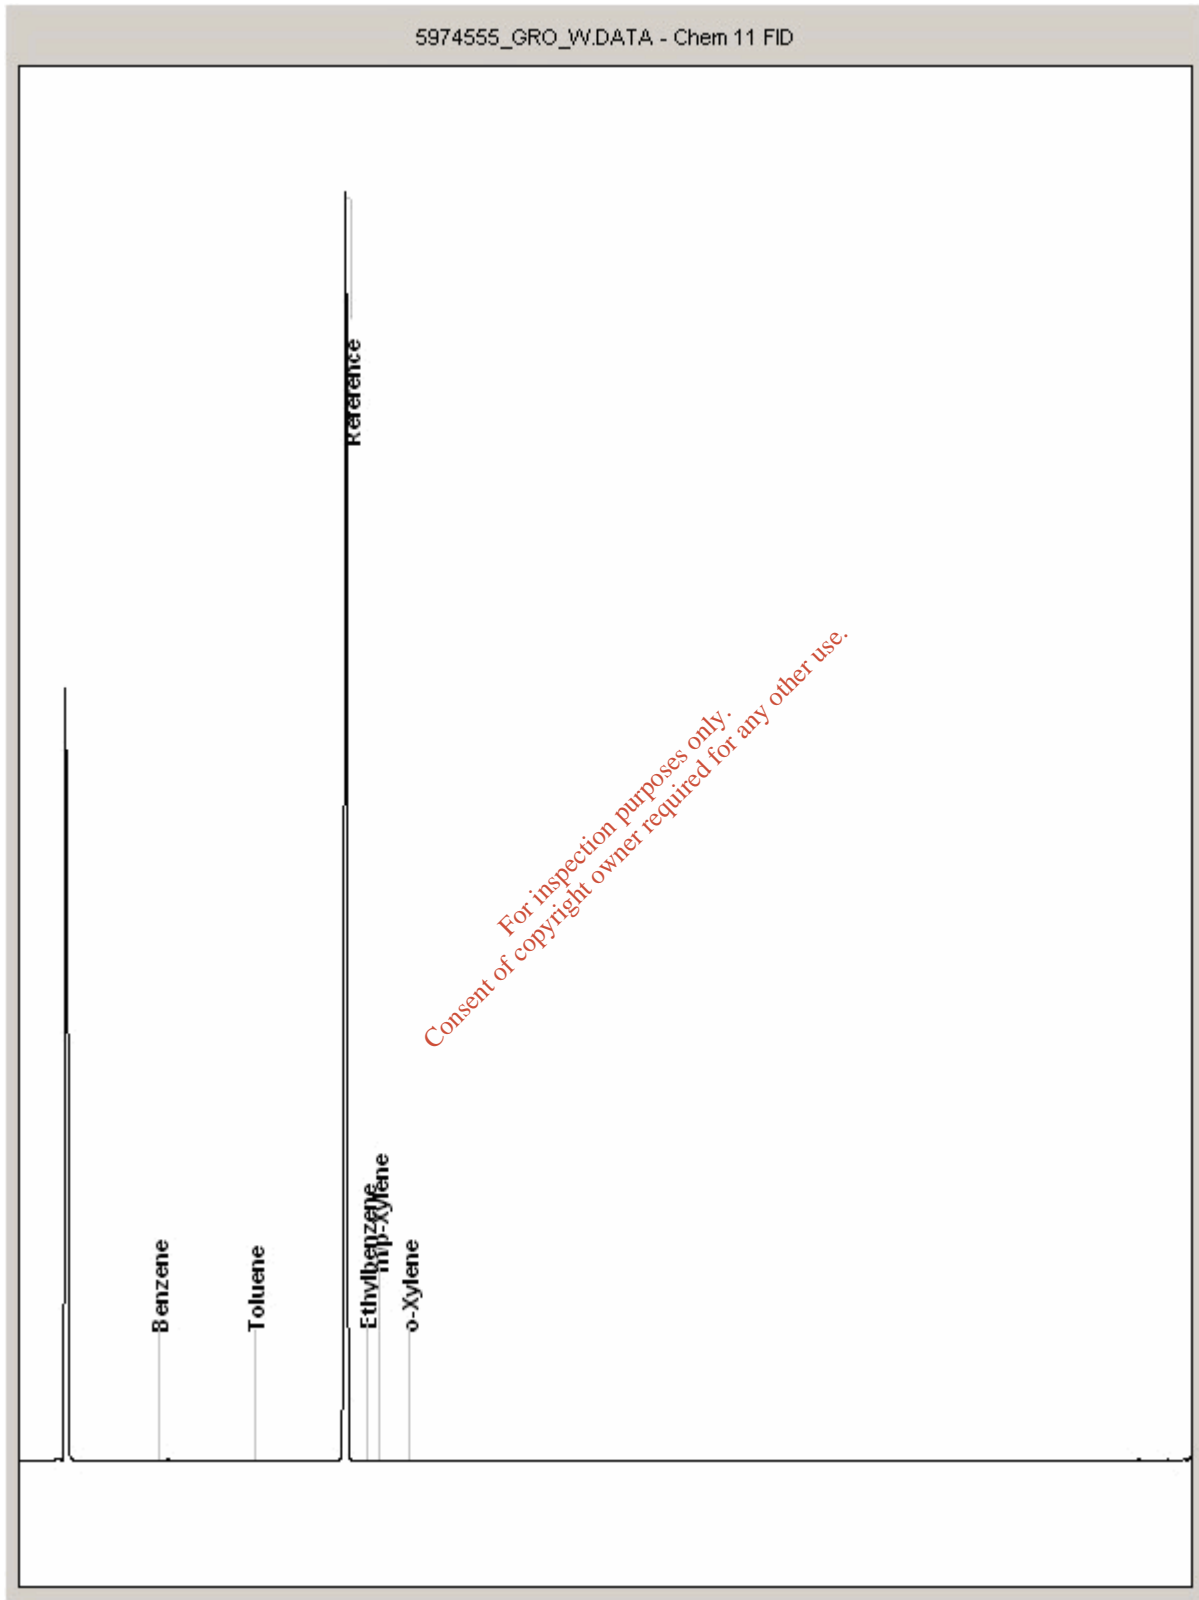 5974555_GRO_W.DATA - Chem 11 FID
Reference
Benzene
Toluene
Ethylbenzene
m/p-Xylene
o-Xylene
For inspection purposes only.
Consent of copyright owner required for any other use.